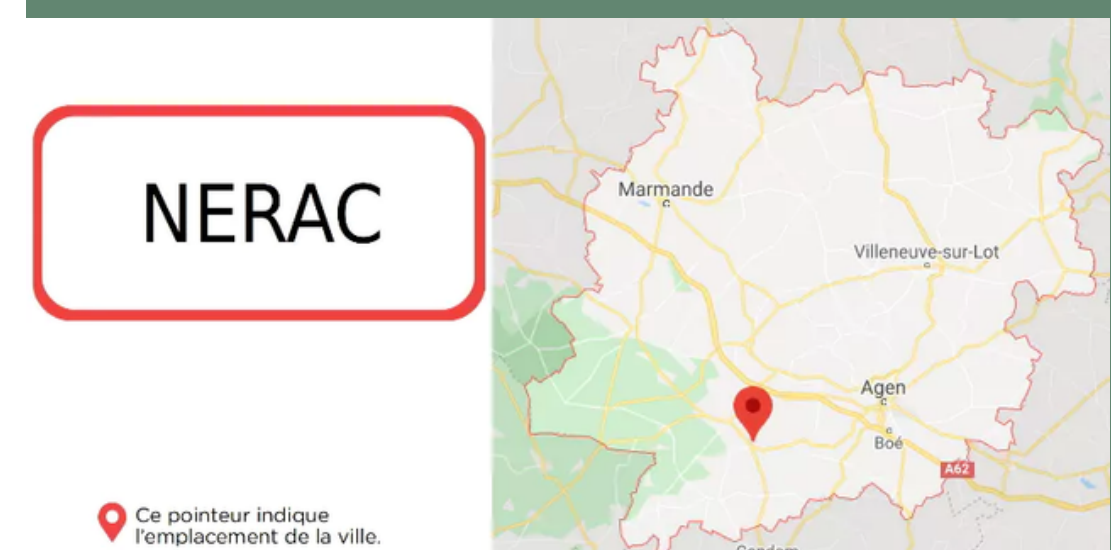 NERAC
Marmande
Villeneuve-sur-Lot
Agen
Boé
A62
Ce pointeur indique
l'emplacement de la ville.